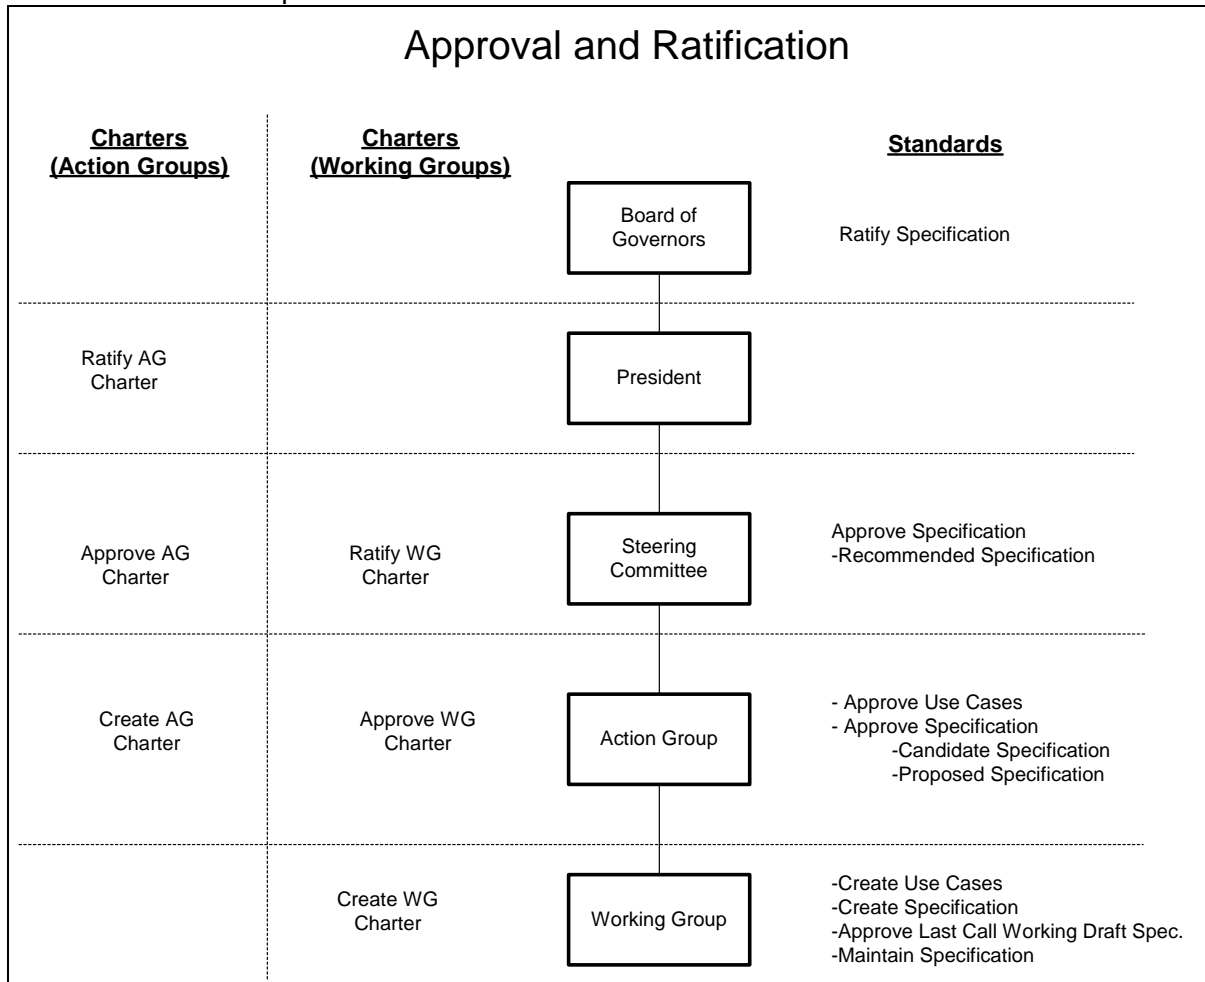 Approval and Ratification
Charters
(Action Groups)
Charters
(Working Groups)
Standards
Board of
Governors
Ratify Specification
Ratify AG
Charter
President
Approve AG
Charter
Ratify WG
Charter
Steering
Committee
Approve Specification
-Recommended Specification
Create AG
Charter
Approve WG
Charter
Action Group
- Approve Use Cases
- Approve Specification
-Candidate Specification
-Proposed Specification
Create WG
Charter
Working Group
-Create Use Cases
-Create Specification
-Approve Last Call Working Draft Spec.
-Maintain Specification